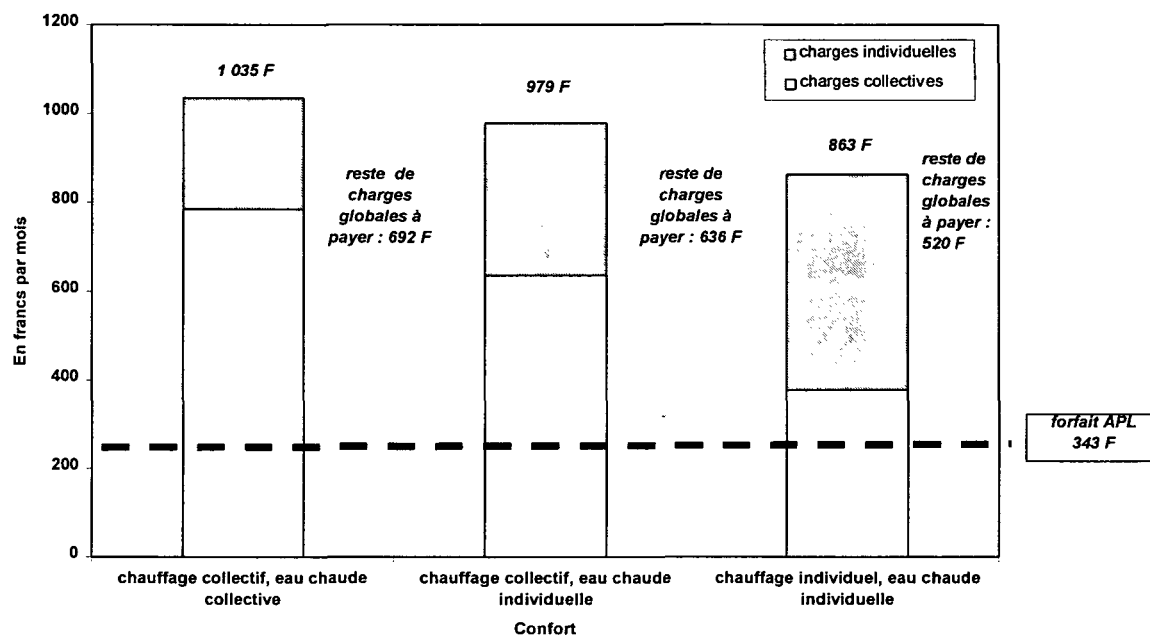 1200
1000
800
600
400
200
0
En francs par mois
charges individuelles
charges collectives
1 035 F
979 F
863 F
reste de
charges
globales à
payer : 692 F
reste de
charges
globales à
payer : 636 F
reste de
charges
globales
à payer :
520 F
forfait APL
343 F
chauffage collectif, eau chaude
collective
chauffage collectif, eau chaude
individuelle
chauffage individuel, eau chaude
individuelle
Confort